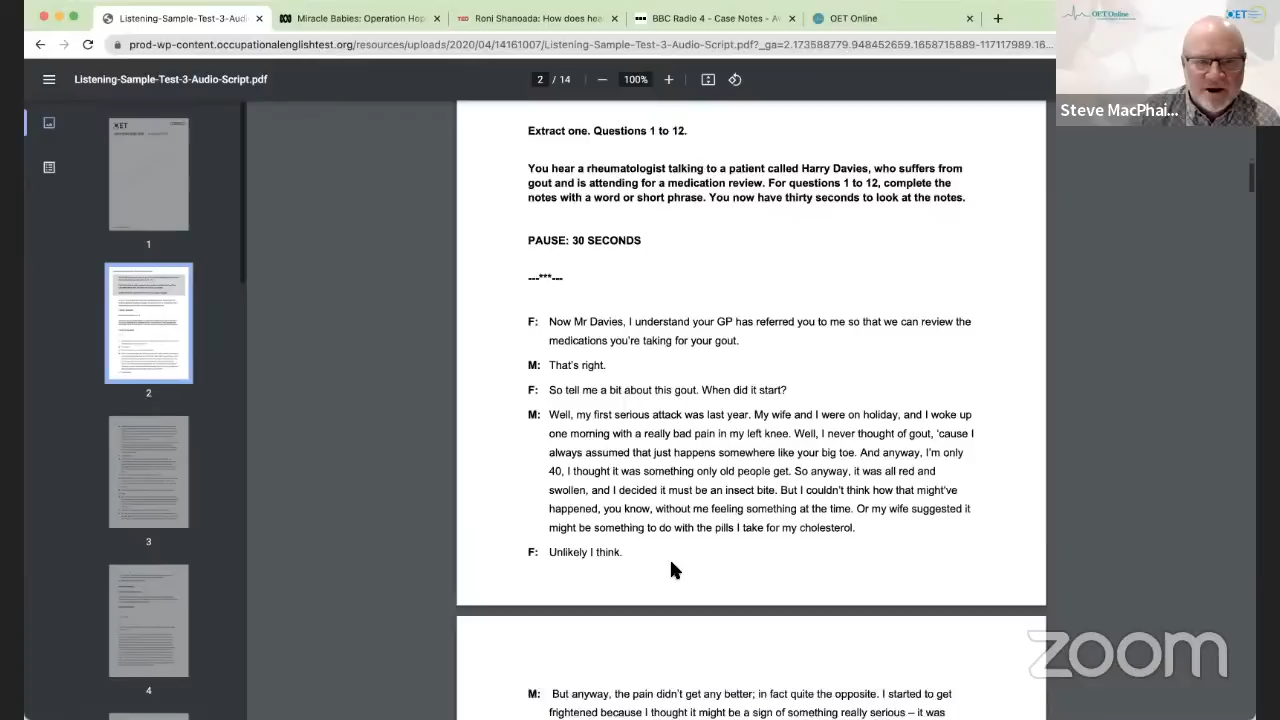 Listening-Sample-Test-3-Audi
Miracle Babies: Operation Hop
TED Roni Shanoada: How does hea
BBC Radio 4 - Case Notes - A
OET Online
prod-wp-content.occupationalenglishtest.org/resources/uploads/2020/04/14161007/Listening-Sample-Test-3-Audio-Script.pdf?_ga=2.173588779.948452659.1658715889-117117989.16...
OET Online
OET
Steve MacPhai...
Listening-Sample-Test-3-Audio-Script.pdf
2 / 14
100%
Extract one. Questions 1 to 12.
You hear a rheumatologist talking to a patient called Harry Davies, who suffers from
gout and is attending for a medication review. For questions 1 to 12, complete the
notes with a word or short phrase. You now have thirty seconds to look at the notes.
PAUSE: 30 SECONDS
---***---
F: Now Mr Davies, I understand your GP has referred you to me so that we can review the
medications you're taking for your gout.
M: That's right.
F: So tell me a bit about this gout. When did it start?
M: Well, my first serious attack was last year. My wife and I were on holiday, and I woke up
one morning with a really bad pain in my left knee. Well, I never thought of gout, 'cause I
always assumed that just happens somewhere like your big toe. And anyway, I'm only
40, I thought it was something only old people get. So anyway, it was all red and
swollen, and I decided it must be an insect bite. But I couldn't think how that might've
happened, you know, without me feeling something at the time. Or my wife suggested it
might be something to do with the pills I take for my cholesterol.
F: Unlikely I think.
M: But anyway, the pain didn't get any better; in fact quite the opposite. I started to get
frightened because I thought it might be a sign of something really serious – it was
OET
1
2
3
4
zoom